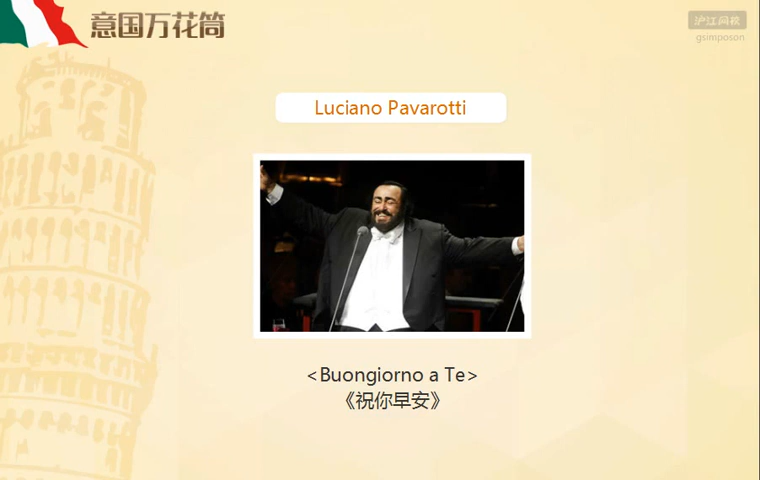 意国万花筒
沪江网校
gsimposon
Luciano Pavarotti
<Buongiorno a Te>
《祝你早安》